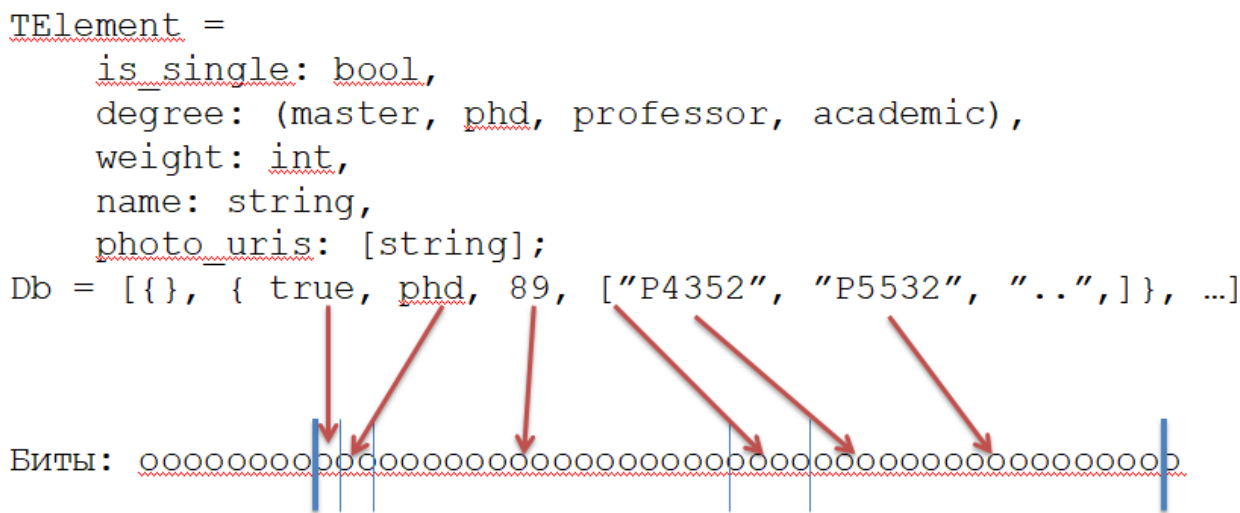 TElement =
is_single: bool,
degree: (master, phd, professor, academic),
weight: int,
name: string,
photo_uris: [string];
Db = [{}, { true, phd, 89, [”P4352”, ”P5532”, ”..”,]}, …]
Биты: oooooooooooooooooooooooooooooooooooooooooooooooo